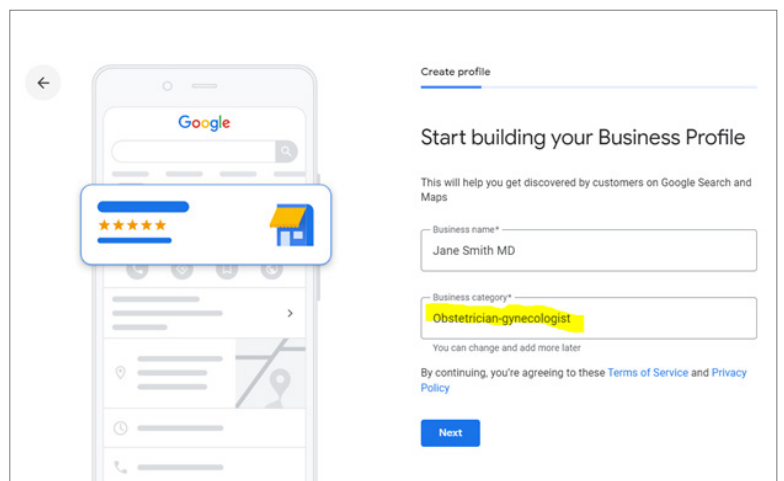 Google
Create profile
Start building your Business Profile
This will help you get discovered by customers on Google Search and
Maps
Business name*
Jane Smith MD
Business category*
Obstetrician-gynecologist
You can change and add more later
By continuing, you're agreeing to these Terms of Service and Privacy
Policy
Next